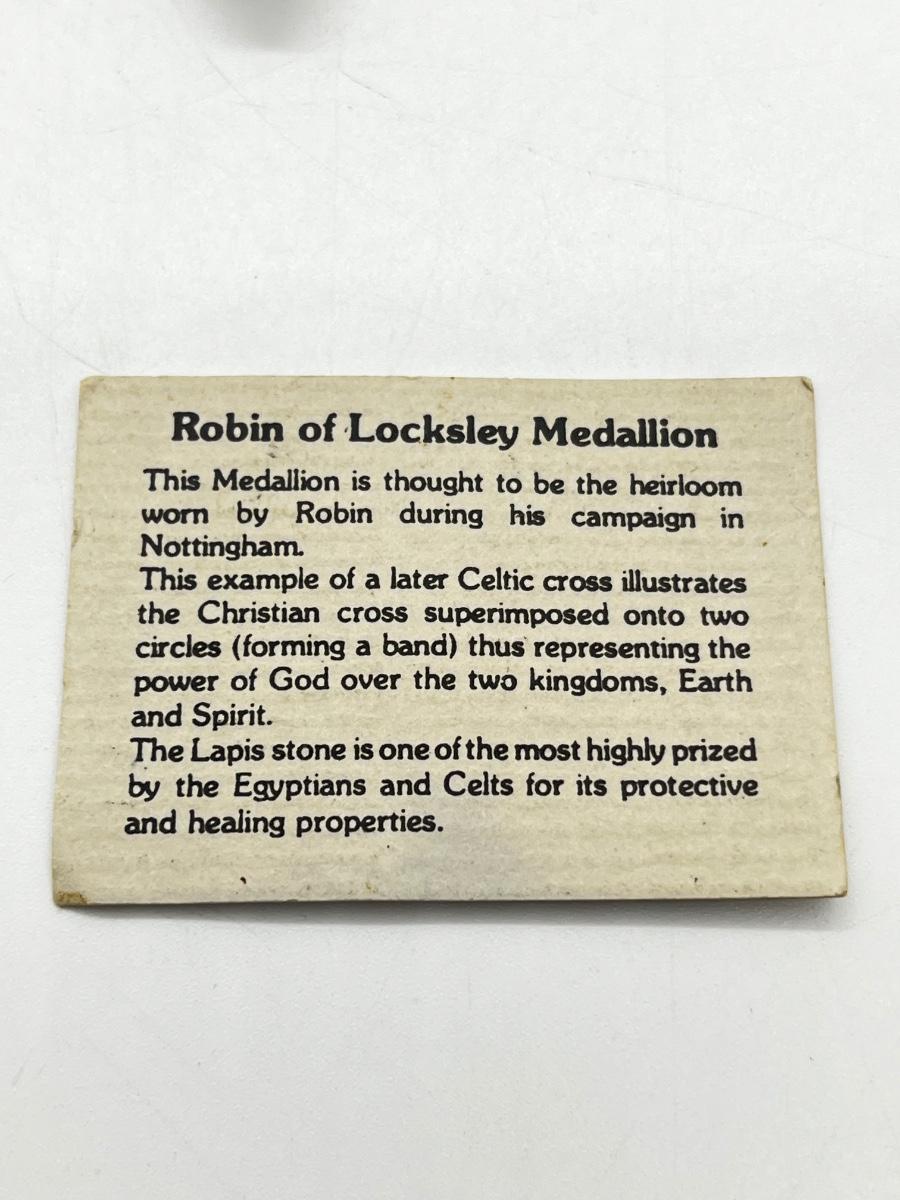 Robin of Locksley Medallion
This Medallion is thought to be the heirloom
worn by Robin during his campaign in
Nottingham.
This example of a later Celtic cross illustrates
the Christian cross superimposed onto two
circles (forming a band) thus representing the
power of God over the two kingdoms, Earth
and Spirit.
The Lapis stone is one of the most highly prized
by the Egyptians and Celts for its protective
and healing properties.